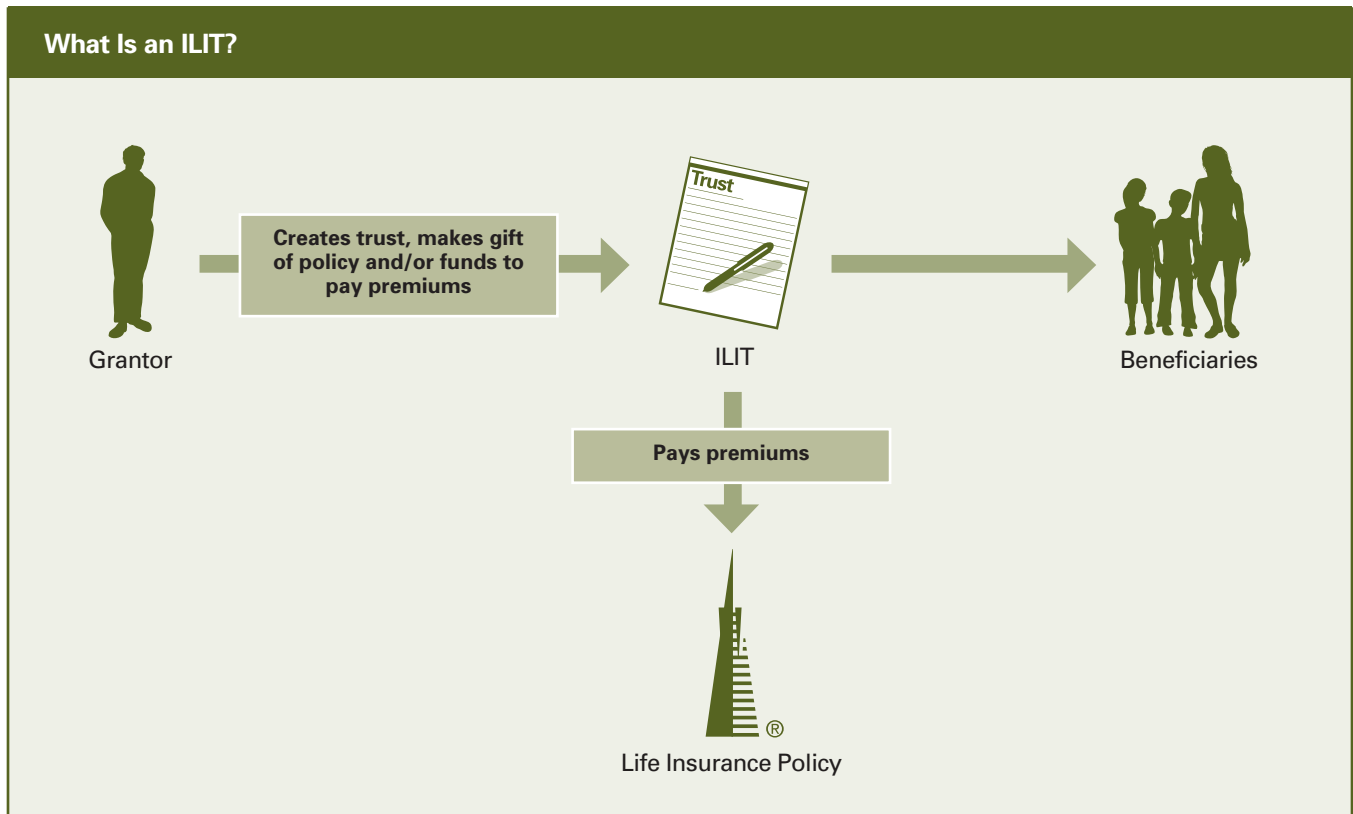 What Is an ILIT?
Creates trust, makes gift
of policy and/or funds to
pay premiums
Trust
Grantor
ILIT
Beneficiaries
Pays premiums
®
Life Insurance Policy